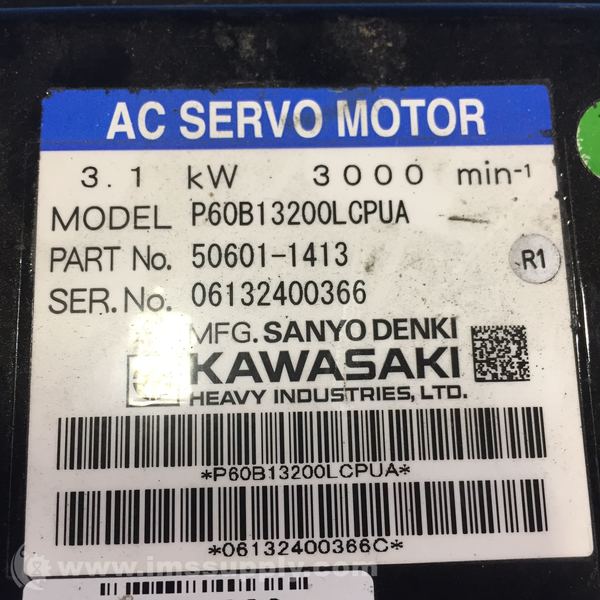 AC SERVO MOTOR
3.1 kW 3000 min-1
MODEL P60B13200LCPUA
PART No. 50601-1413
R1
SER.No. 06132400366
MFG. SANYO DENKI
KAWASAKI
HEAVY INDUSTRIES, LTD.
*P60B13200LCPUA*
*06132400366C*
www.imssupply.com